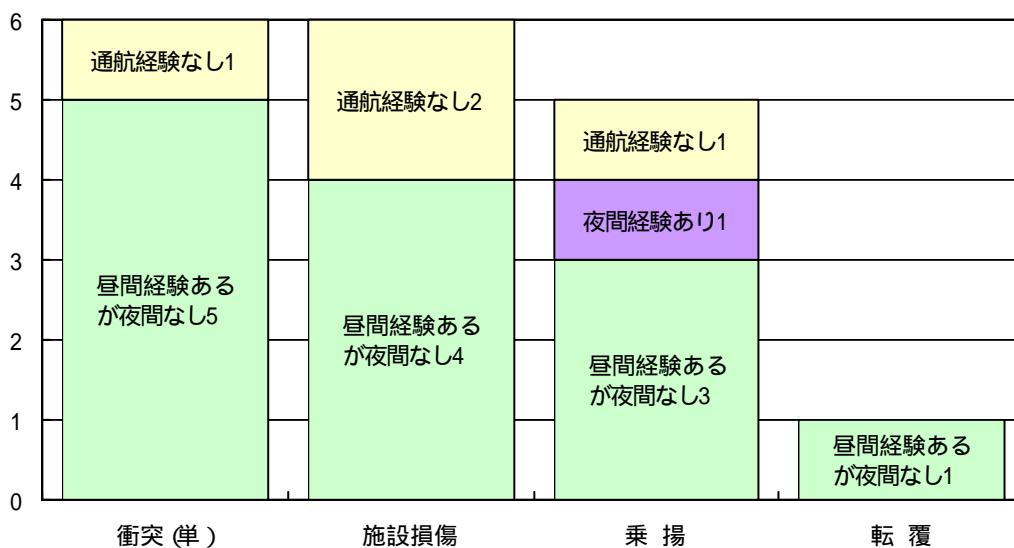 6
5
4
3
2
1
0
通航経験なし1
昼間経験ある
が夜間なし5
通航経験なし2
昼間経験ある
が夜間なし4
通航経験なし1
夜間経験あり1
昼間経験ある
が夜間なし3
昼間経験ある
が夜間なし1
衝突(単)
施設損傷
乗 揚
転 覆